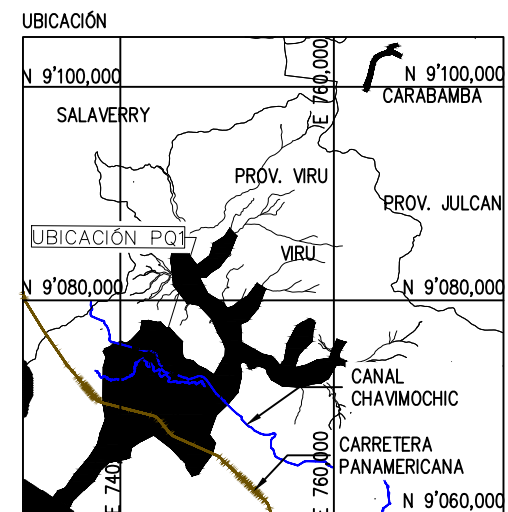 UBICACIÓN
N 9'100,000
E 760,000
N 9'100,000
CARABAMBA
SALAVERRY
PROV. VIRU
PROV. JULCAN
UBICACIÓN PQ1
VIRU
N 9'080,000
N 9'080,000
CANAL
CHAVIMOCHIC
CARRETERA
PANAMERICANA
E 740
E 760,000
N 9'060,000